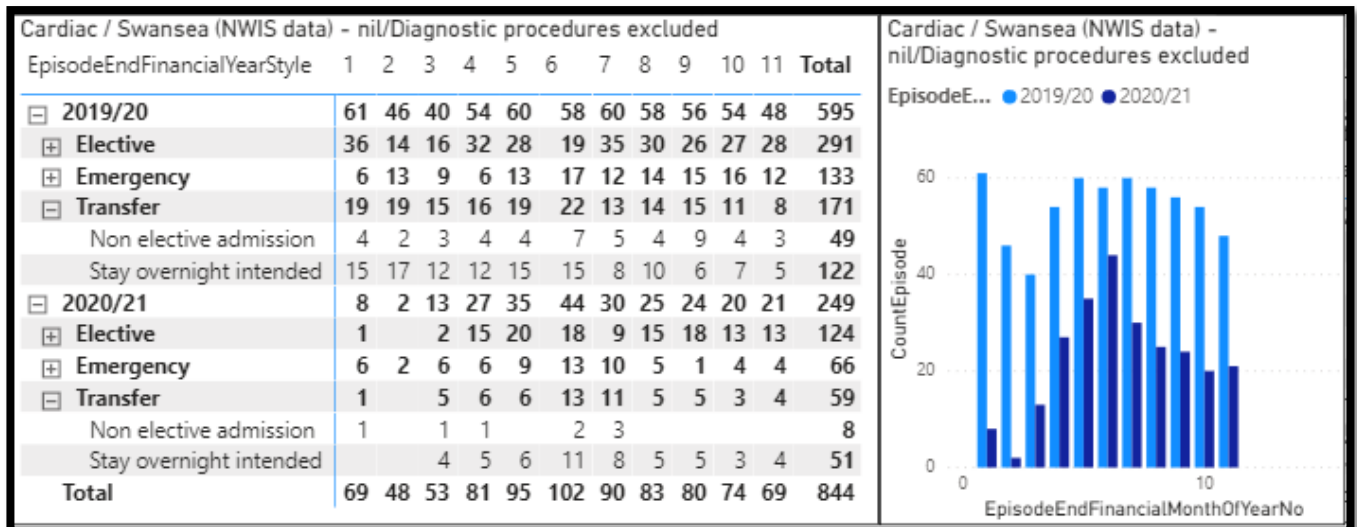 Cardiac / Swansea (NWIS data) - nil/Diagnostic procedures excluded
EpisodeEndFinancialYearStyle 1 2 3 4 5 6 7 8 9 10 11 Total
2019/20 61 46 40 54 60 58 60 58 56 54 48 595
Elective 36 14 16 32 28 19 35 30 26 27 28 291
Emergency 6 13 9 6 13 17 12 14 15 16 12 133
Transfer 19 19 15 16 19 22 13 14 15 11 8 171
Non elective admission 4 2 3 4 4 7 5 4 9 4 3 49
Stay overnight intended 15 17 12 12 15 15 8 10 6 7 5 122
2020/21 8 2 13 27 35 44 30 25 24 20 21 249
Elective 1 2 15 20 18 9 15 18 13 13 124
Emergency 6 2 6 6 9 13 10 5 1 4 4 66
Transfer 1 5 6 6 13 11 5 5 3 4 59
Non elective admission 1 1 1 2 3 8
Stay overnight intended 4 5 6 11 8 5 5 3 4 51
Total 69 48 53 81 95 102 90 83 80 74 69 844
Cardiac / Swansea (NWIS data) -
nil/Diagnostic procedures excluded
EpisodeE... 2019/20 2020/21
60
40
20
0
CountEpisode
0 10
EpisodeEndFinancialMonthOfYearNo